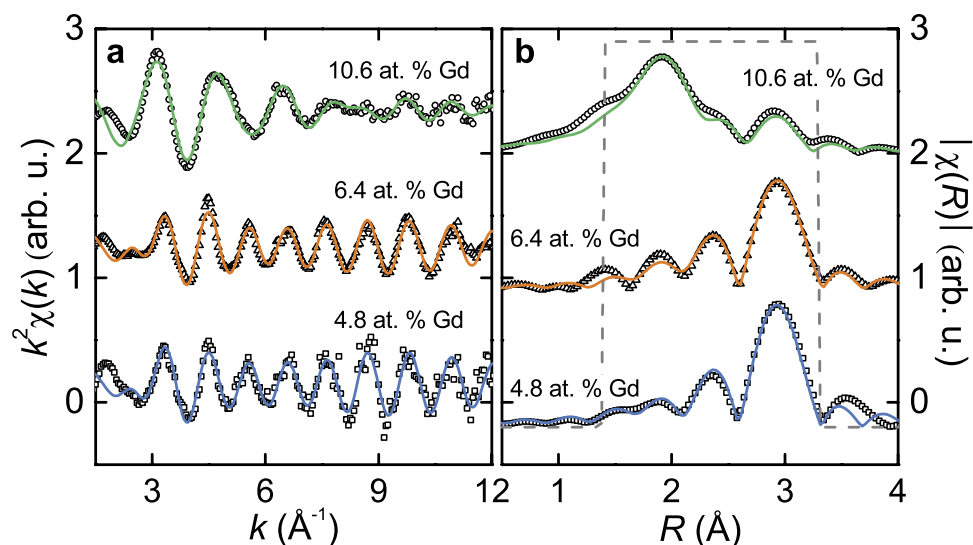 a
b
10.6 at. % Gd
10.6 at. % Gd
6.4 at. % Gd
6.4 at. % Gd
4.8 at. % Gd
4.8 at. % Gd
3
2
1
0
3
2
1
0
k²χ(k) (arb. u.)
|χ(R)| (arb. u.)
3 6 9 12
1 2 3 4
k (Å⁻¹)
R (Å)